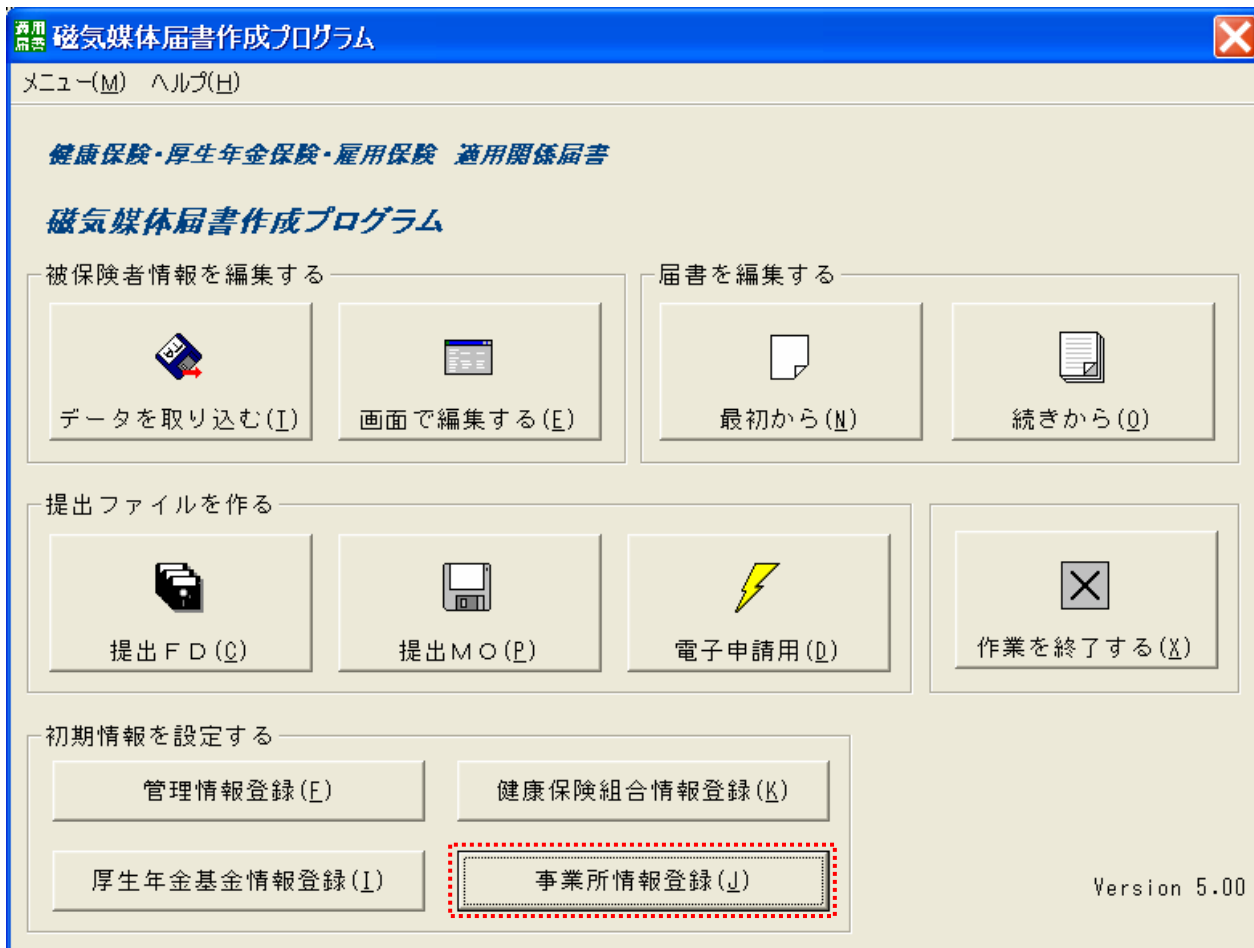 磁気媒体届書作成プログラム
メニュー(M) ヘルプ(H)
健康保険・厚生年金保険・雇用保険 適用関係届書
磁気媒体届書作成プログラム
被保険者情報を編集する
データを取り込む(T)
画面で編集する(E)
届書を編集する
最初から(N)
続きから(O)
提出ファイルを作る
提出ＦＤ(C)
提出ＭＯ(P)
電子申請用(D)
作業を終了する(X)
初期情報を設定する
管理情報登録(F)
健康保険組合情報登録(K)
厚生年金基金情報登録(I)
事業所情報登録(J)
Version 5.00